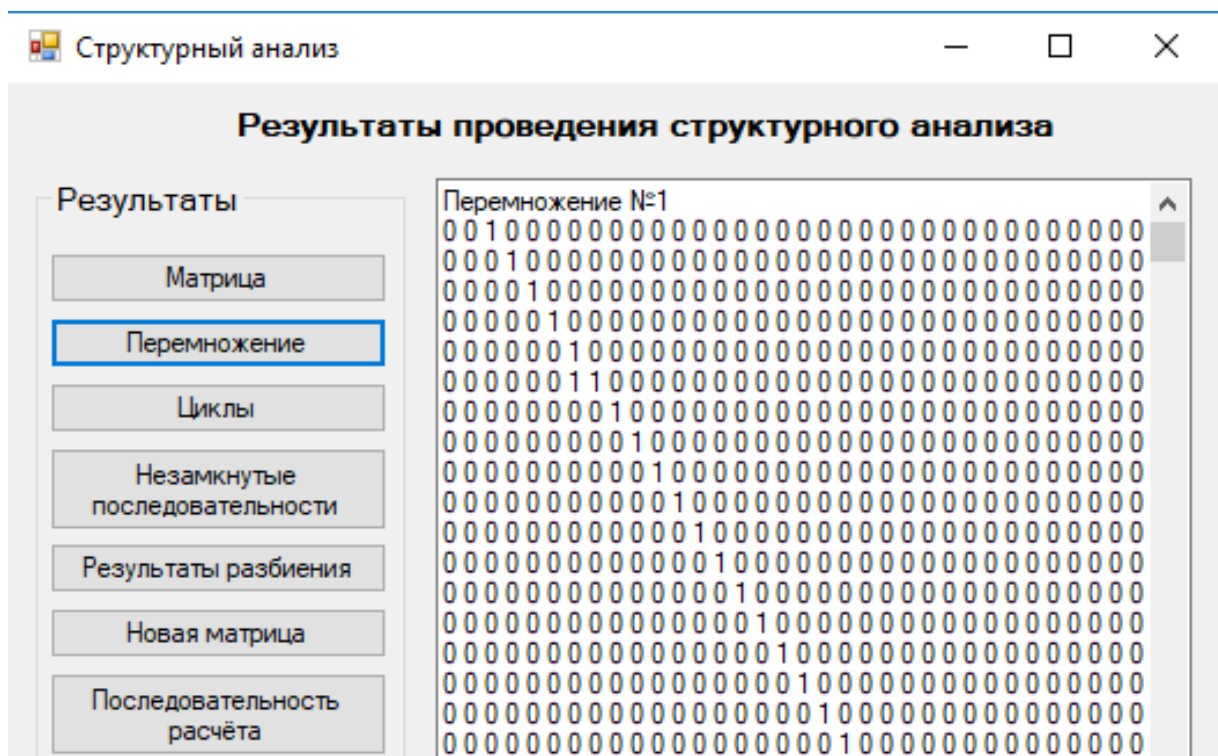 Структурный анализ
Результаты проведения структурного анализа
Результаты
Матрица
Перемножение
Циклы
Незамкнутые
последовательности
Результаты разбиения
Новая матрица
Последовательность
расчёта
Перемножение №1
0 0 1 0 0 0 0 0 0 0 0 0 0 0 0 0 0 0 0 0 0 0 0 0 0 0 0 0 0 0 0 0 0 0
0 0 0 1 0 0 0 0 0 0 0 0 0 0 0 0 0 0 0 0 0 0 0 0 0 0 0 0 0 0 0 0 0 0
0 0 0 0 1 0 0 0 0 0 0 0 0 0 0 0 0 0 0 0 0 0 0 0 0 0 0 0 0 0 0 0 0 0
0 0 0 0 0 1 0 0 0 0 0 0 0 0 0 0 0 0 0 0 0 0 0 0 0 0 0 0 0 0 0 0 0 0
0 0 0 0 0 0 1 0 0 0 0 0 0 0 0 0 0 0 0 0 0 0 0 0 0 0 0 0 0 0 0 0 0 0
0 0 0 0 0 0 1 1 0 0 0 0 0 0 0 0 0 0 0 0 0 0 0 0 0 0 0 0 0 0 0 0 0 0
0 0 0 0 0 0 0 0 1 0 0 0 0 0 0 0 0 0 0 0 0 0 0 0 0 0 0 0 0 0 0 0 0 0
0 0 0 0 0 0 0 0 0 1 0 0 0 0 0 0 0 0 0 0 0 0 0 0 0 0 0 0 0 0 0 0 0 0
0 0 0 0 0 0 0 0 0 0 1 0 0 0 0 0 0 0 0 0 0 0 0 0 0 0 0 0 0 0 0 0 0 0
0 0 0 0 0 0 0 0 0 0 0 1 0 0 0 0 0 0 0 0 0 0 0 0 0 0 0 0 0 0 0 0 0 0
0 0 0 0 0 0 0 0 0 0 0 0 1 0 0 0 0 0 0 0 0 0 0 0 0 0 0 0 0 0 0 0 0 0
0 0 0 0 0 0 0 0 0 0 0 0 0 1 0 0 0 0 0 0 0 0 0 0 0 0 0 0 0 0 0 0 0 0
0 0 0 0 0 0 0 0 0 0 0 0 0 0 1 0 0 0 0 0 0 0 0 0 0 0 0 0 0 0 0 0 0 0
0 0 0 0 0 0 0 0 0 0 0 0 0 0 0 1 0 0 0 0 0 0 0 0 0 0 0 0 0 0 0 0 0 0
0 0 0 0 0 0 0 0 0 0 0 0 0 0 0 0 1 0 0 0 0 0 0 0 0 0 0 0 0 0 0 0 0 0
0 0 0 0 0 0 0 0 0 0 0 0 0 0 0 0 0 1 0 0 0 0 0 0 0 0 0 0 0 0 0 0 0 0
0 0 0 0 0 0 0 0 0 0 0 0 0 0 0 0 0 0 1 0 0 0 0 0 0 0 0 0 0 0 0 0 0 0
0 0 0 0 0 0 0 0 0 0 0 0 0 0 0 0 0 0 0 1 0 0 0 0 0 0 0 0 0 0 0 0 0 0